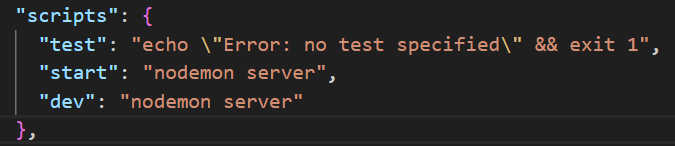 "scripts": {
"test": "echo \"Error: no test specified\" && exit 1",
"start": "nodemon server",
"dev": "nodemon server"
},